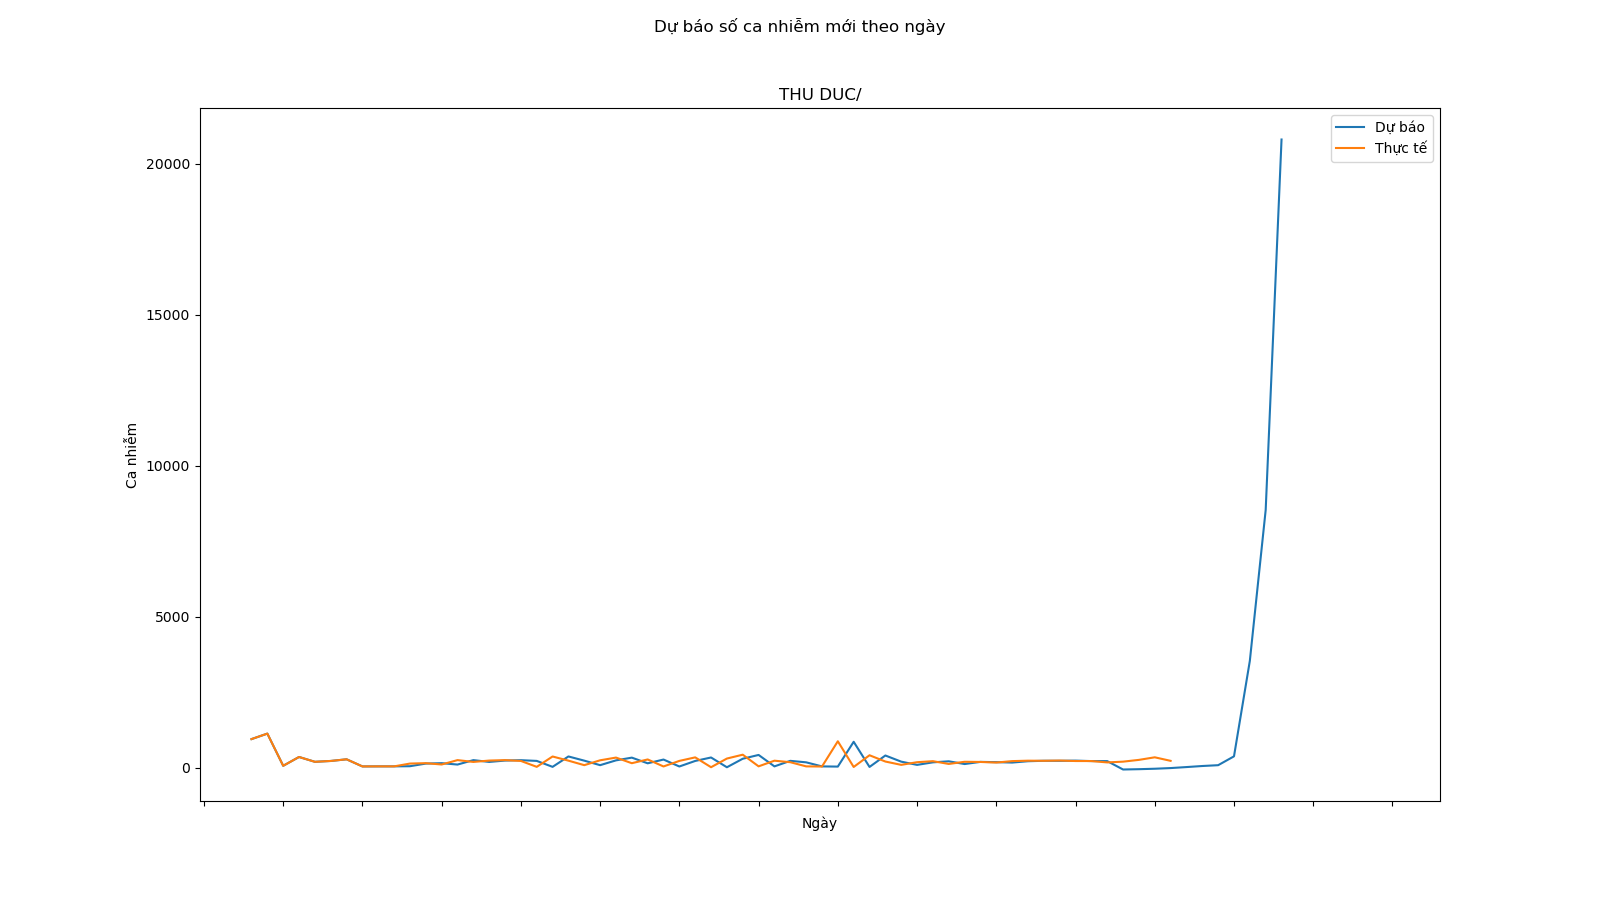 Dự báo số ca nhiễm mới theo ngày
THU DUC/
Dự báo
Thực tế
20000
15000
10000
5000
0
Ca nhiễm
Ngày